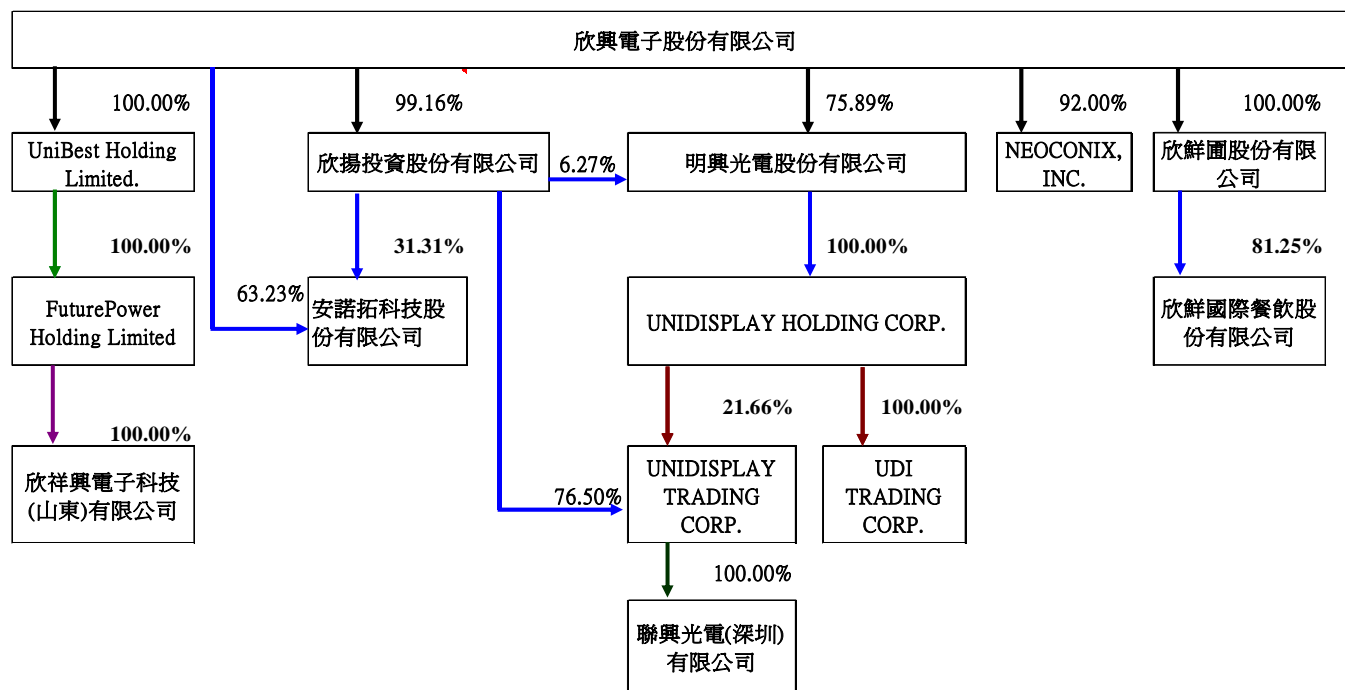 欣興電子股份有限公司
100.00%
99.16%
75.89%
92.00%
100.00%
UniBest Holding
Limited.
欣揚投資股份有限公司
6.27%
明興光電股份有限公司
NEOCONIX,
INC.
欣鮮圃股份有限
公司
100.00%
31.31%
100.00%
81.25%
FuturePower
Holding Limited
63.23%
安諾拓科技股
份有限公司
UNIDISPLAY HOLDING CORP.
欣鮮國際餐飲股
份有限公司
100.00%
21.66%
100.00%
欣祥興電子科技
(山東)有限公司
76.50%
UNIDISPLAY
TRADING
CORP.
UDI
TRADING
CORP.
100.00%
聯興光電(深圳)
有限公司